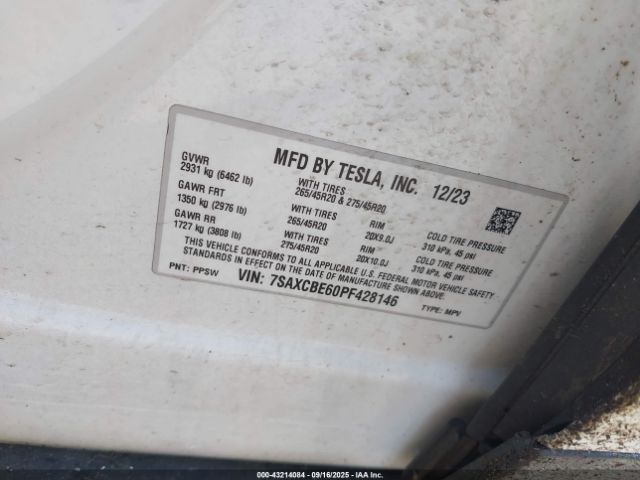 MFD BY TESLA, INC. 12/23
GVWR
2931 kg (6462 lb)
WITH TIRES
265/45R20 & 275/45R20
GAWR FRT
1350 kg (2976 lb)
WITH TIRES
265/45R20
RIM
20X9.0J
COLD TIRE PRESSURE
310 kPa, 45 psi
GAWR RR
1727 kg (3808 lb)
WITH TIRES
275/45R20
RIM
20X10.0J
COLD TIRE PRESSURE
310 kPa, 45 psi
THIS VEHICLE CONFORMS TO ALL APPLICABLE U.S. FEDERAL MOTOR VEHICLE SAFETY
STANDARDS IN EFFECT ON THE DATE OF MANUFACTURE SHOWN ABOVE.
PNT: PPSW
VIN: 7SAXCBE60PF428146
TYPE: MPV
000-43214084 - 09/16/2025 - IAA Inc.